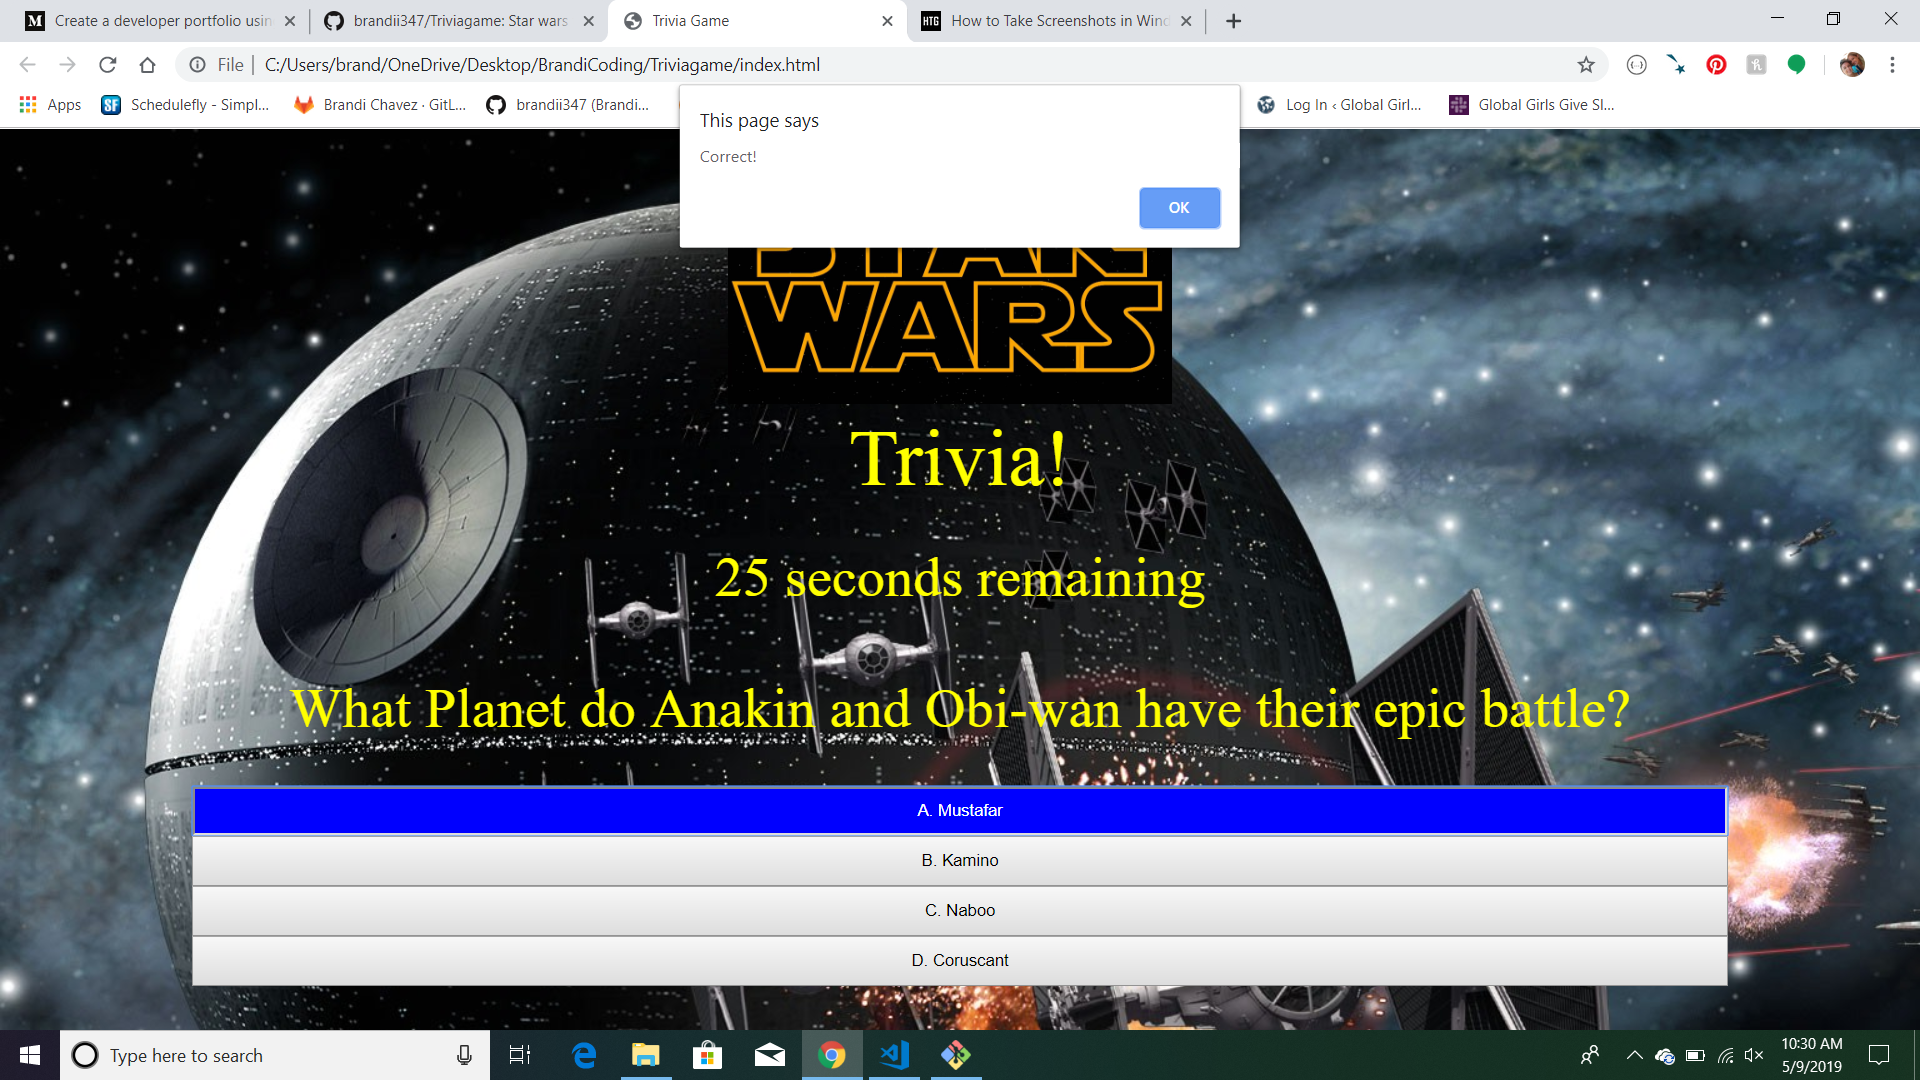 M Create a developer portfolio usin
brandii347/Triviagame: Star wars
Trivia Game
HTG How to Take Screenshots in Wind
File | C:/Users/brand/OneDrive/Desktop/BrandiCoding/Triviagame/index.html
Apps
SF Schedulefly - Simpl...
Brandi Chavez · GitL...
brandii347 (Brandi...
Log In ‹ Global Girl...
Global Girls Give Sl...
This page says
Correct!
OK
STAR
WARS
Trivia!
25 seconds remaining
What Planet do Anakin and Obi-wan have their epic battle?
A. Mustafar
B. Kamino
C. Naboo
D. Coruscant
Type here to search
10:30 AM
5/9/2019